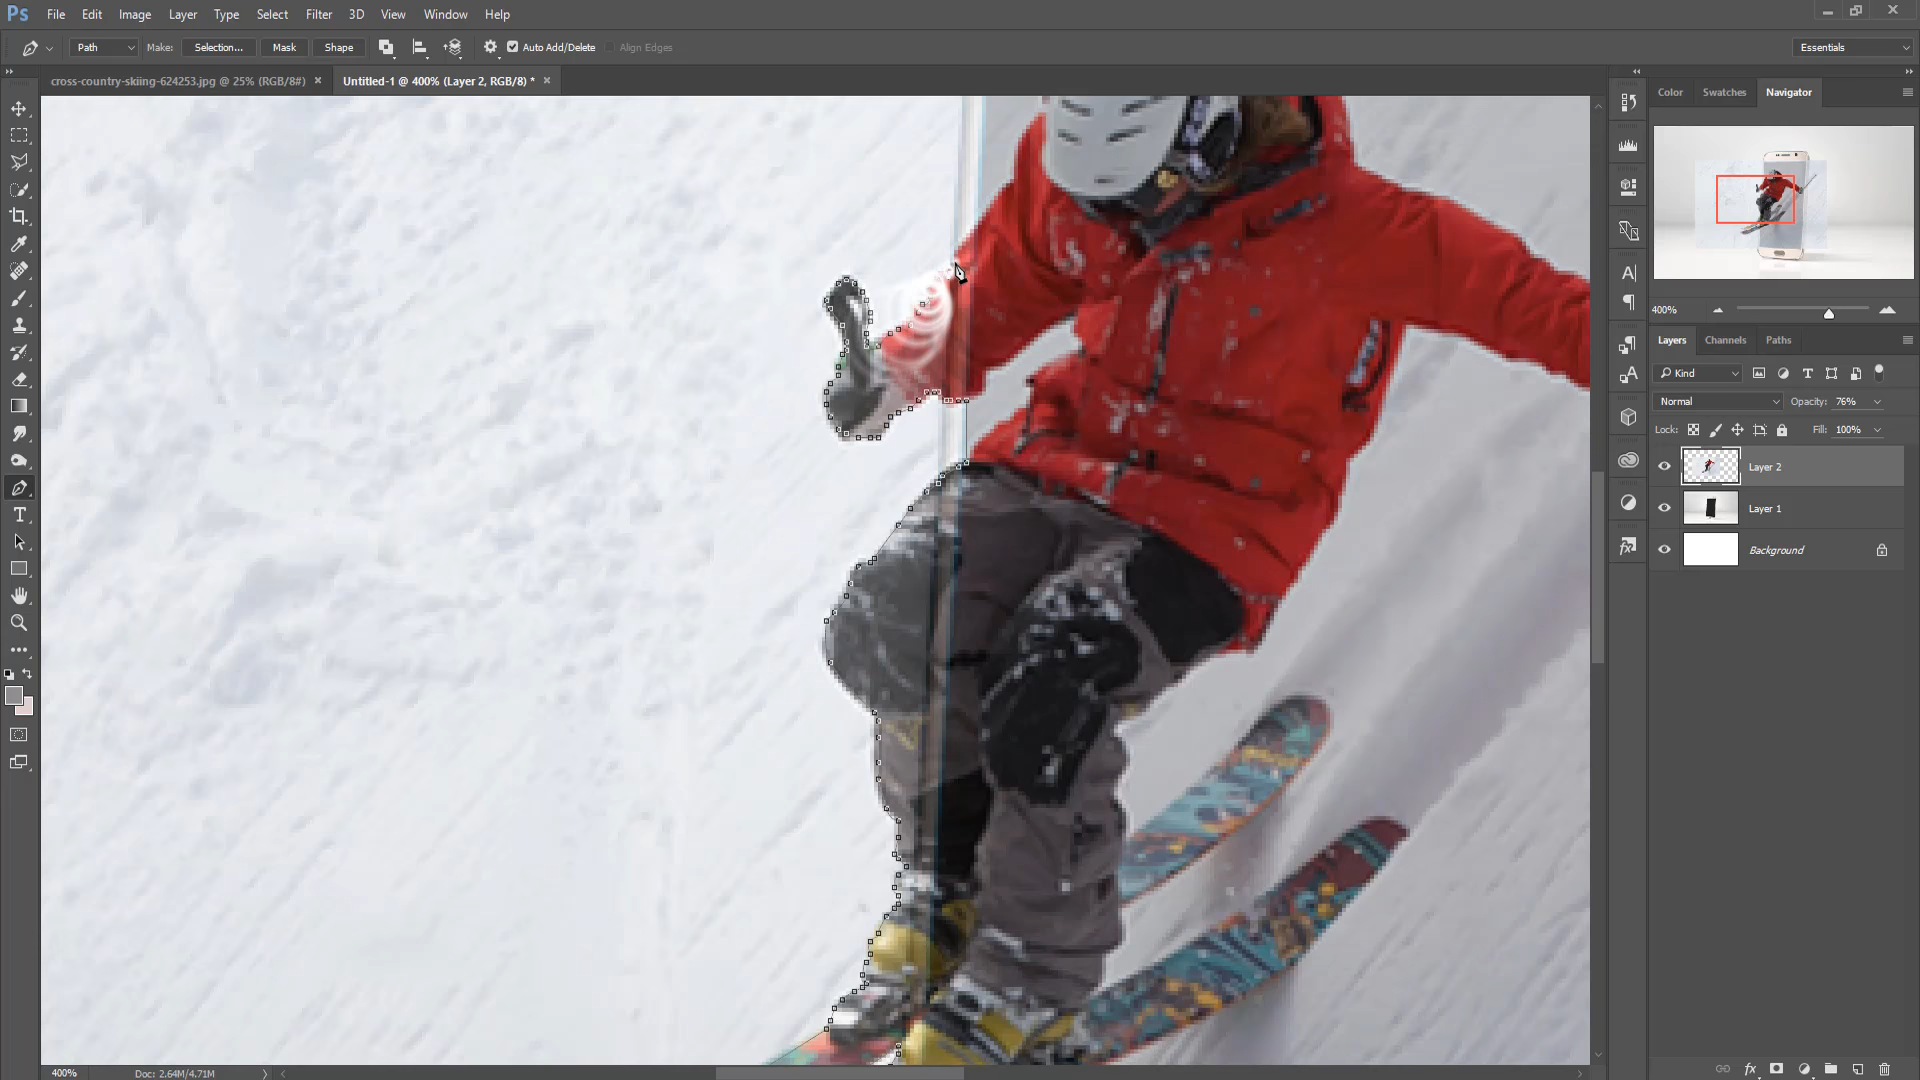 Ps File Edit Image Layer Type Select Filter 3D View Window Help
Path Make: Selection... Mask Shape Auto Add/Delete Align Edges Essentials
cross-country-skiing-624253.jpg @ 25% (RGB/8#) × Untitled-1 @ 400% (Layer 2, RGB/8) * ×
Color Swatches Navigator
400%
Layers Channels Paths
Kind
Normal Opacity: 76%
Lock: Fill: 100%
Layer 2
Layer 1
Background
400% Doc: 2.64M/4.71M